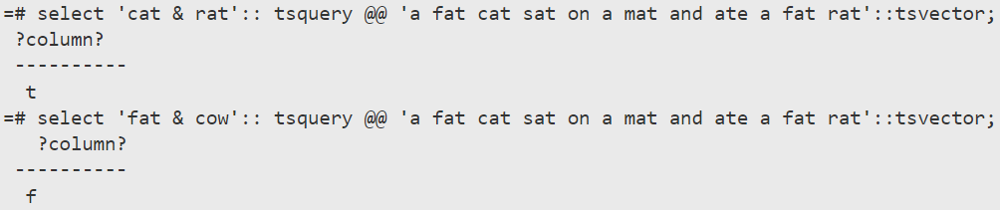 =# select 'cat & rat':: tsquery @@ 'a fat cat sat on a mat and ate a fat rat'::tsvector;
?column?
----------
t
=# select 'fat & cow':: tsquery @@ 'a fat cat sat on a mat and ate a fat rat'::tsvector;
?column?
----------
f